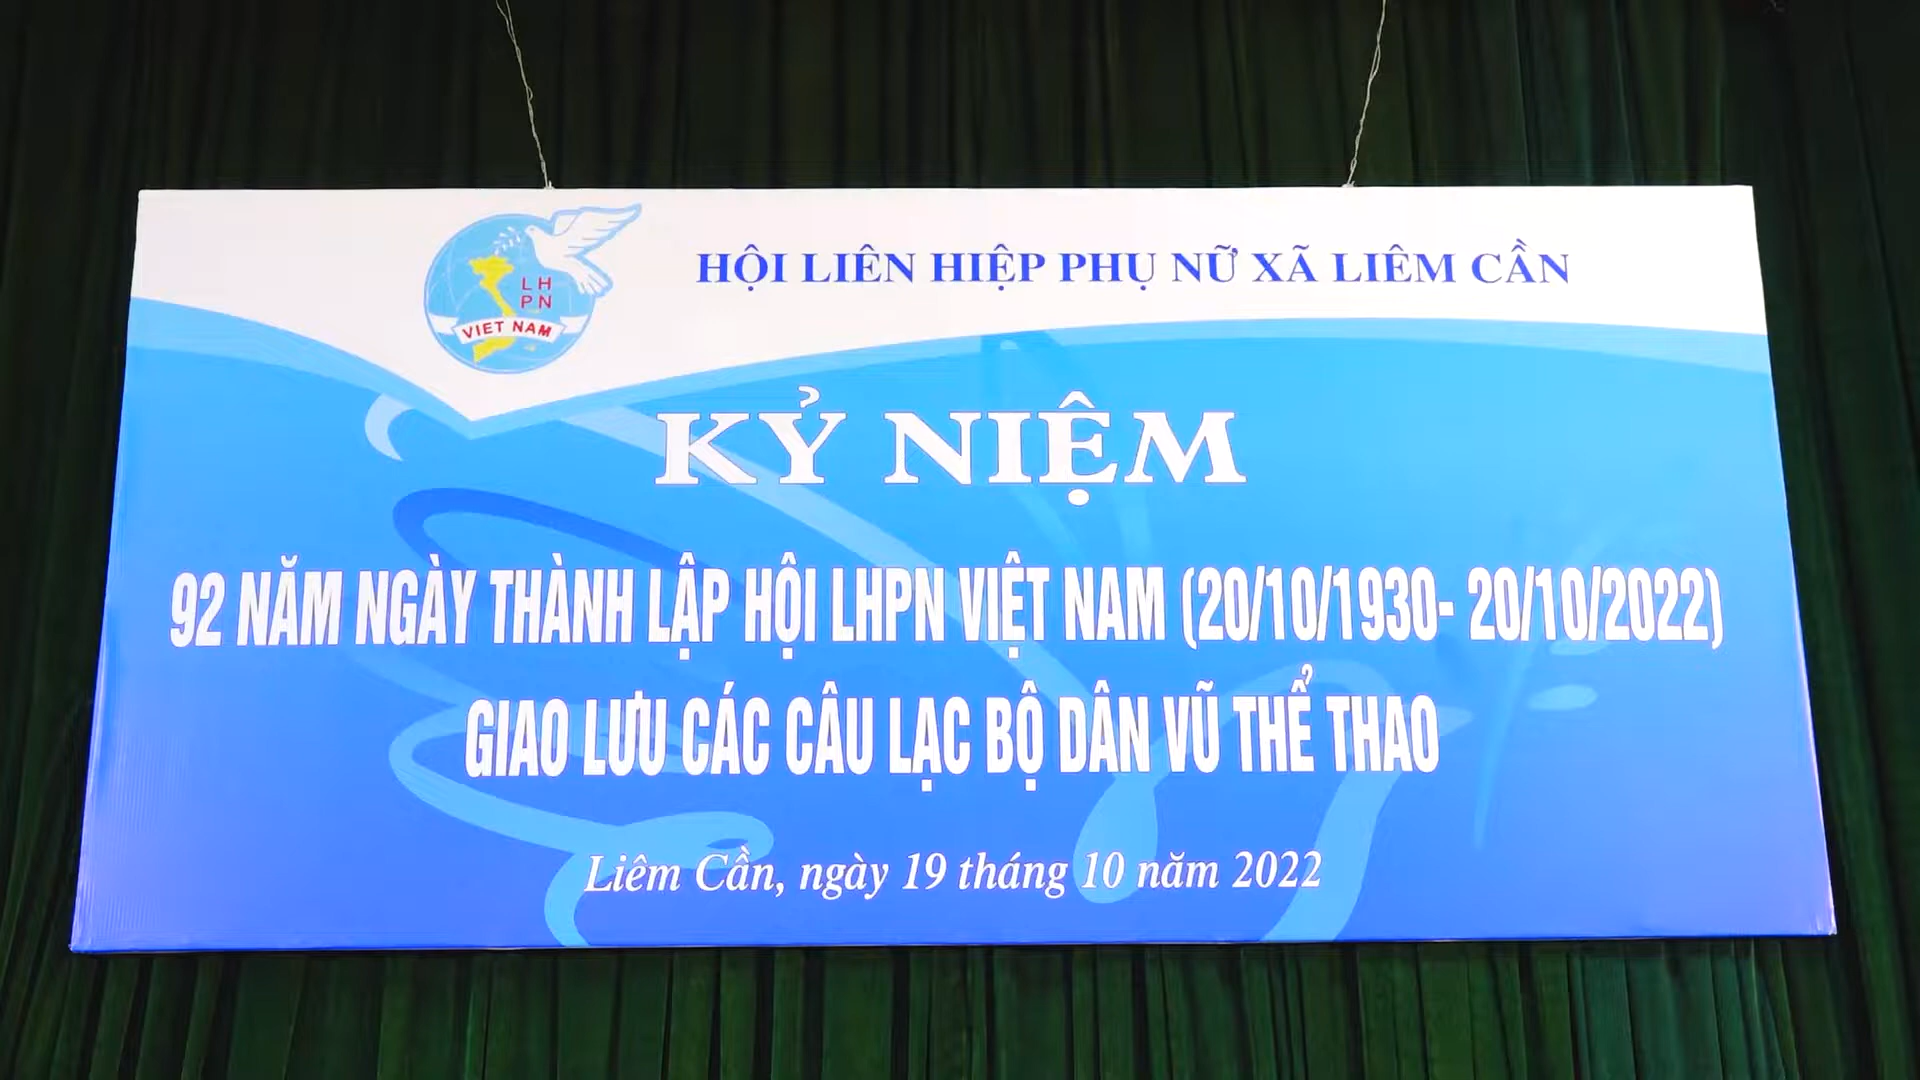 HỘI LIÊN HIỆP PHỤ NỮ XÃ LIÊM CẦN
LH
PN
VIET NAM
KỶ NIỆM
92 NĂM NGÀY THÀNH LẬP HỘI LHPN VIỆT NAM (20/10/1930- 20/10/2022)
GIAO LƯU CÁC CÂU LẠC BỘ DÂN VŨ THỂ THAO
Liêm Cần, ngày 19 tháng 10 năm 2022